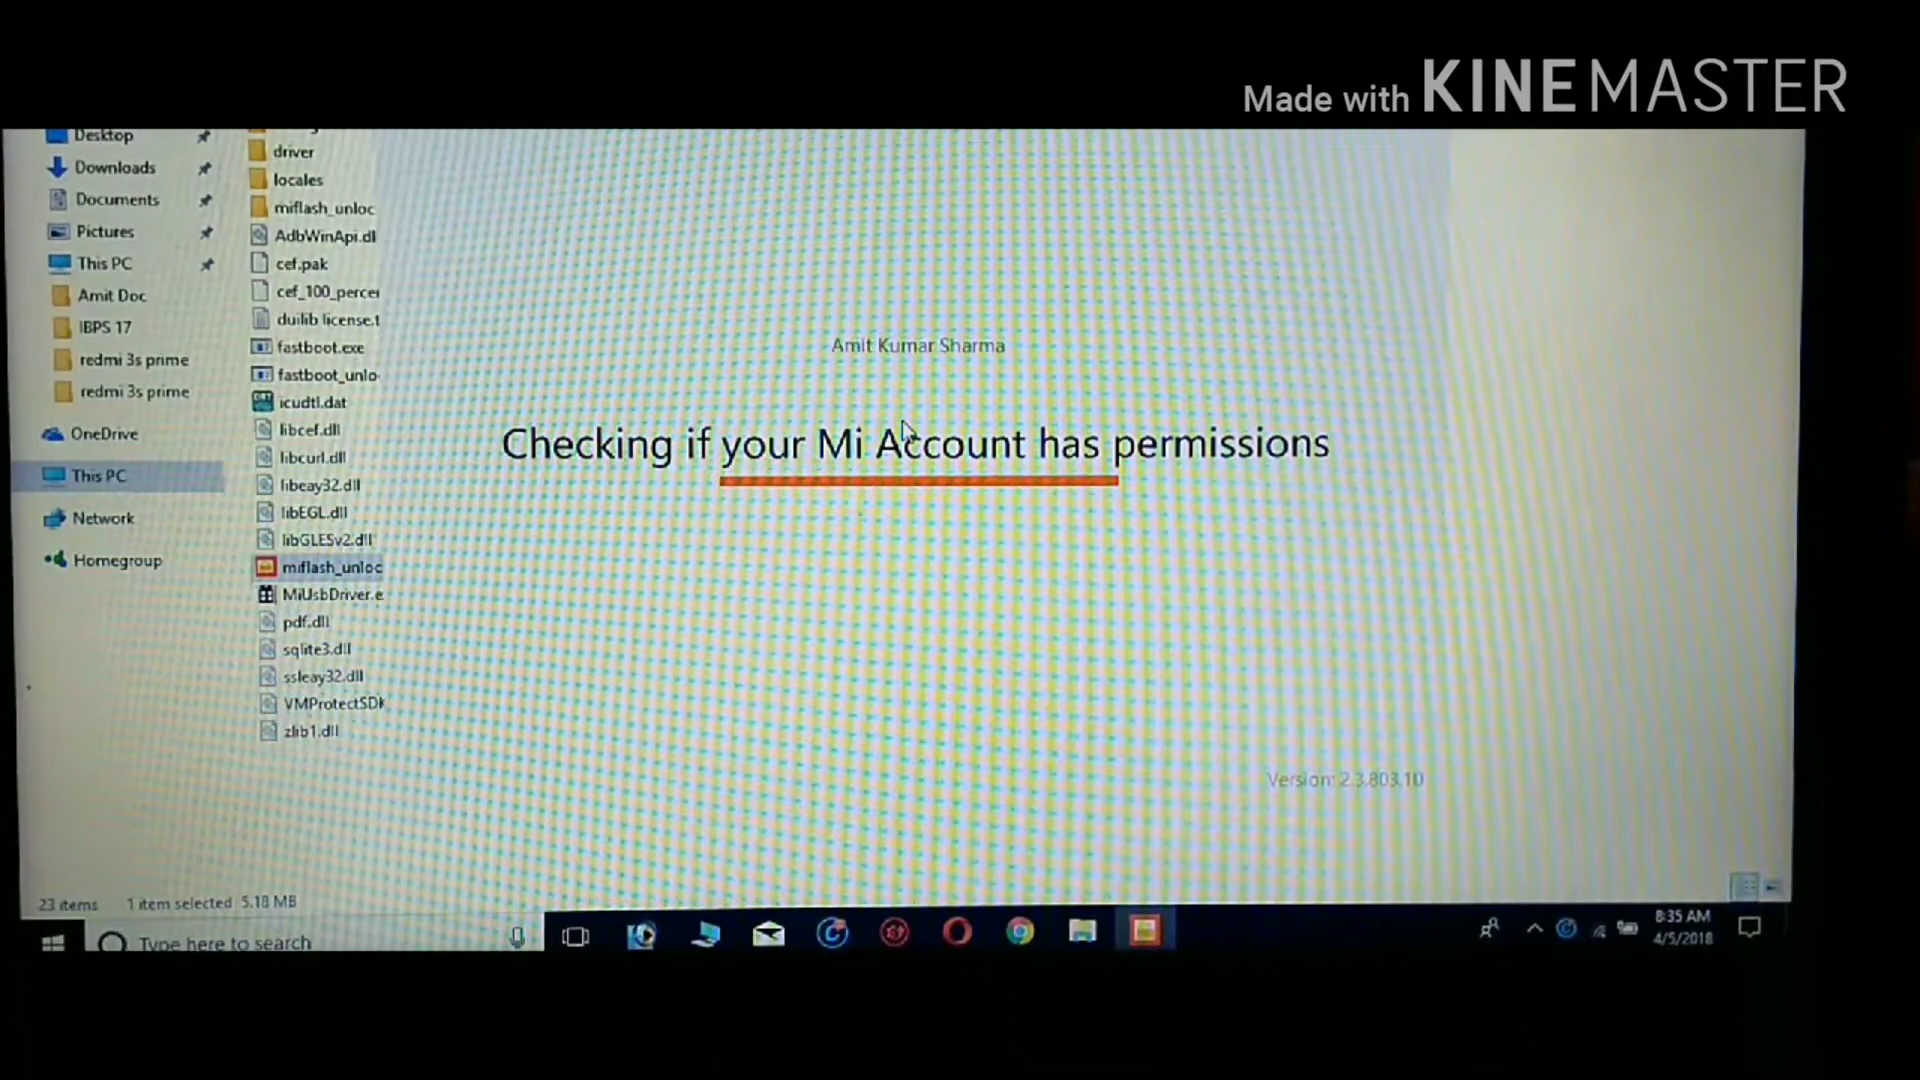 Made with KINEMASTER
Desktop
Downloads
Documents
Pictures
This PC
Amit Doc
IBPS 17
redmi 3s prime
redmi 3s prime
OneDrive
This PC
Network
Homegroup
driver
locales
miflash_unloc
AdbWinApi.dl
cef.pak
cef_100_percer
duilib license.t
fastboot.exe
fastboot_unlo
icudtl.dat
libcef.dll
libcurl.dll
libeay32.dll
libEGL.dll
libGLESv2.dll
miflash_unloc
MiUsbDriver.e
pdf.dll
sqlite3.dll
ssleay32.dll
VMProtectSDK
zlib1.dll
Amit Kumar Sharma
Checking if your Mi Account has permissions
Version: 2.3.803.10
23 items 1 item selected 5.18 MB
Type here to search
8:35 AM
4/5/2018